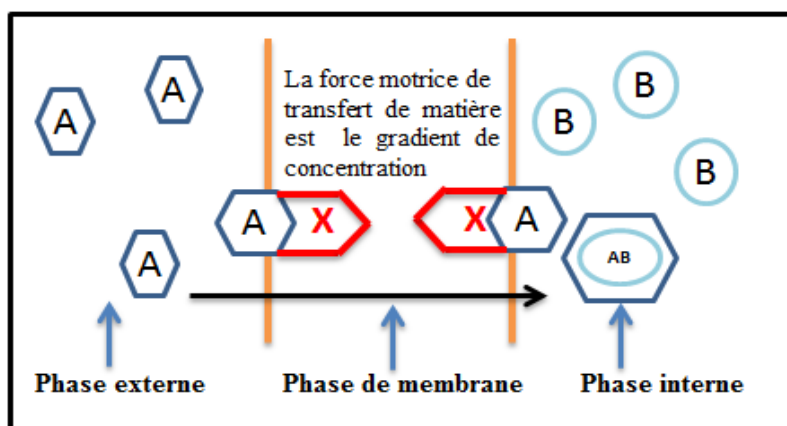 A
A
La force motrice de
transfert de matière
est le gradient de
concentration
B
B
B
A X
X A
A
AB
Phase externe
Phase de membrane
Phase interne